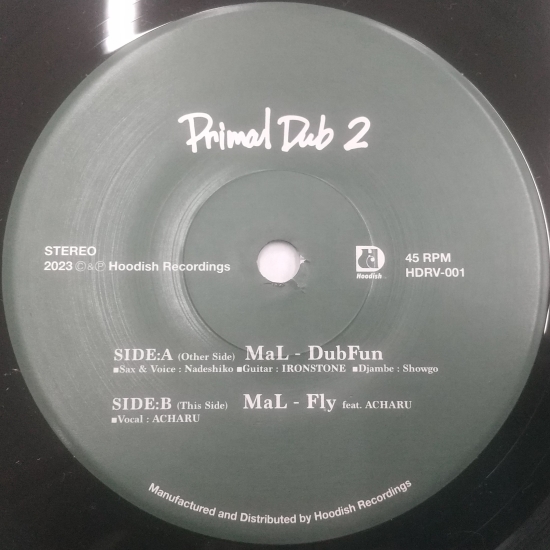 Primal Dub 2
STEREO
2023 ©&℗ Hoodish Recordings
Hoodish
45 RPM
HDRV-001
SIDE:A (Other Side) MaL - DubFun
■Sax & Voice : Nadeshiko ■Guitar : IRONSTONE ■Djambe : Showgo
SIDE:B (This Side) MaL - Fly feat. ACHARU
■Vocal : ACHARU
Manufactured and Distributed by Hoodish Recordings